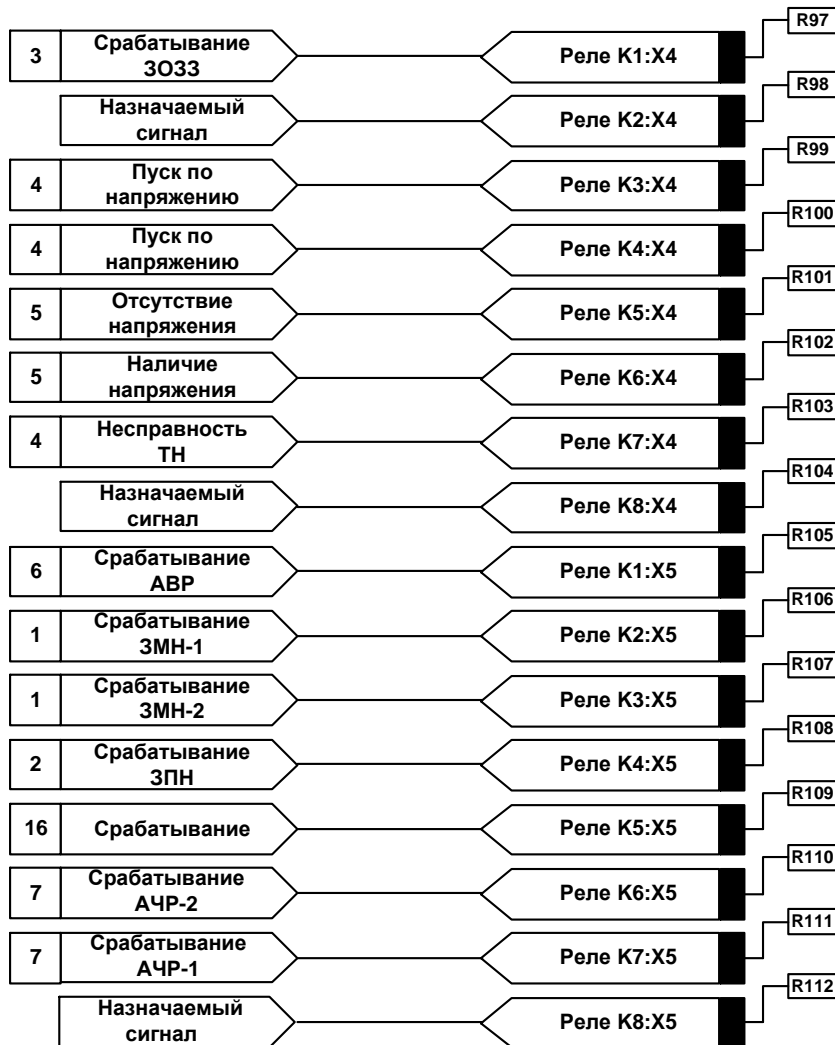 R97
3
Срабатывание
ЗОЗЗ
Реле K1:X4
R98
Назначаемый
сигнал
Реле K2:X4
R99
4
Пуск по
напряжению
Реле K3:X4
R100
4
Пуск по
напряжению
Реле K4:X4
R101
5
Отсутствие
напряжения
Реле K5:X4
R102
5
Наличие
напряжения
Реле K6:X4
R103
4
Несправность
ТН
Реле K7:X4
R104
Назначаемый
сигнал
Реле K8:X4
R105
6
Срабатывание
АВР
Реле K1:X5
R106
1
Срабатывание
ЗМН-1
Реле K2:X5
R107
1
Срабатывание
ЗМН-2
Реле K3:X5
R108
2
Срабатывание
ЗПН
Реле K4:X5
R109
16
Срабатывание
Реле K5:X5
R110
7
Срабатывание
АЧР-2
Реле K6:X5
R111
7
Срабатывание
АЧР-1
Реле K7:X5
R112
Назначаемый
сигнал
Реле K8:X5